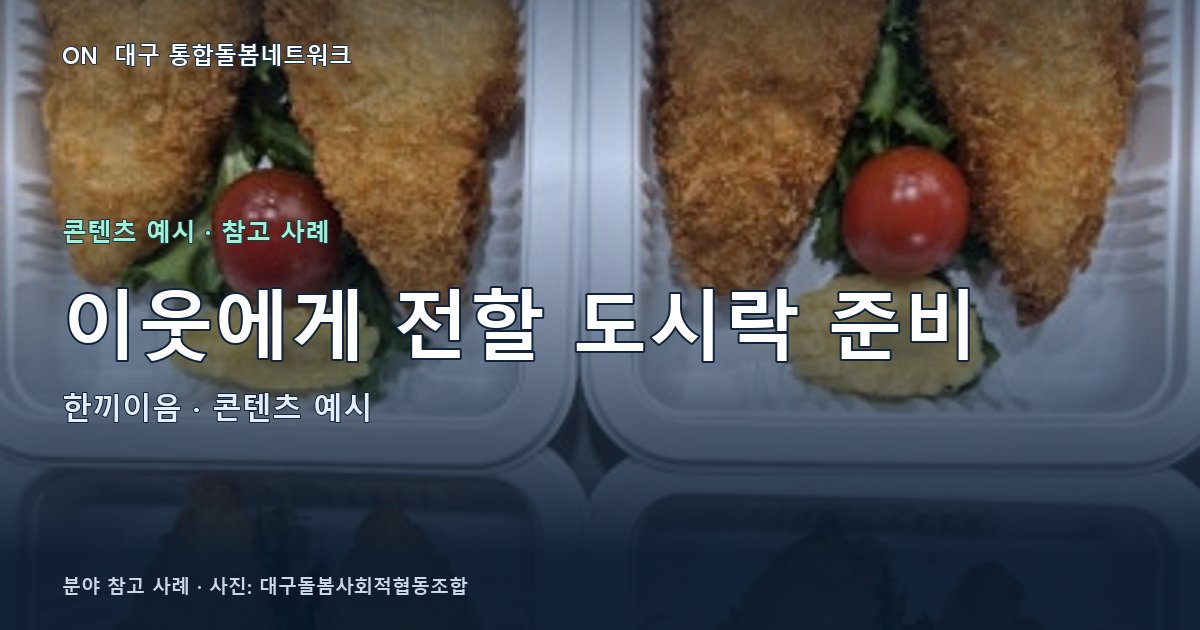 ON 대구 통합돌봄네트워크
콘텐츠 예시 · 참고 사례
이웃에게 전할 도시락 준비
한끼이음 · 콘텐츠 예시
분야 참고 사례 · 사진: 대구돌봄사회적협동조합